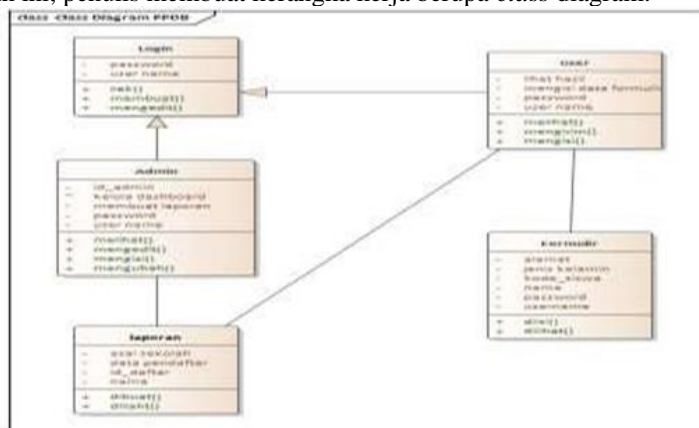 penulis membuat kerangka kerja berupa class diagram.
class Class Diagram PPDB
Login
- password
- user name
+ cek()
+ membuat()
+ mengedit()
User
- lihat hasil
- mengisi data formulir
- password
- user name
+ melihat()
+ mengirim()
+ mengisi()
Admin
- id_admin
- kelola dashboard
- membuat laporan
- password
- user name
+ melihat()
+ mengedit()
+ mengisi()
+ mengubah()
Formulir
- alamat
- jenis kelamin
- kode_siswa
- nama
- password
- username
+ diisi()
+ dilihat()
laporan
- asal sekolah
- data pendaftar
- id_daftar
- nama
+ dibuat()